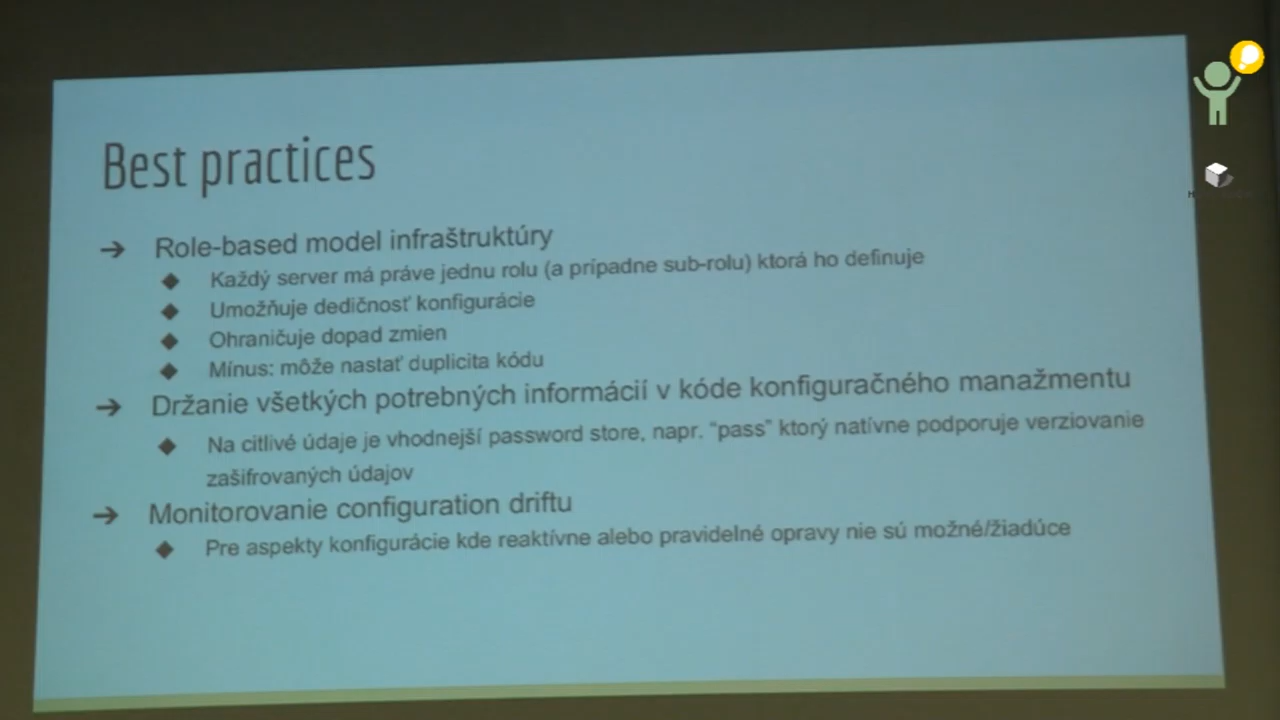 Best practices
Role-based model infraštruktúry
Každý server má práve jednu rolu (a prípadne sub-rolu) ktorá ho definuje
Umožňuje dedičnosť konfigurácie
Ohraničuje dopad zmien
Mínus: môže nastať duplicita kódu
Držanie všetkých potrebných informácií v kóde konfiguračného manažmentu
Na citlivé údaje je vhodnejší password store, napr. “pass” ktorý natívne podporuje verziovanie
zašifrovaných údajov
Monitorovanie configuration driftu
Pre aspekty konfigurácie kde reaktívne alebo pravidelné opravy nie sú možné/žiadúce